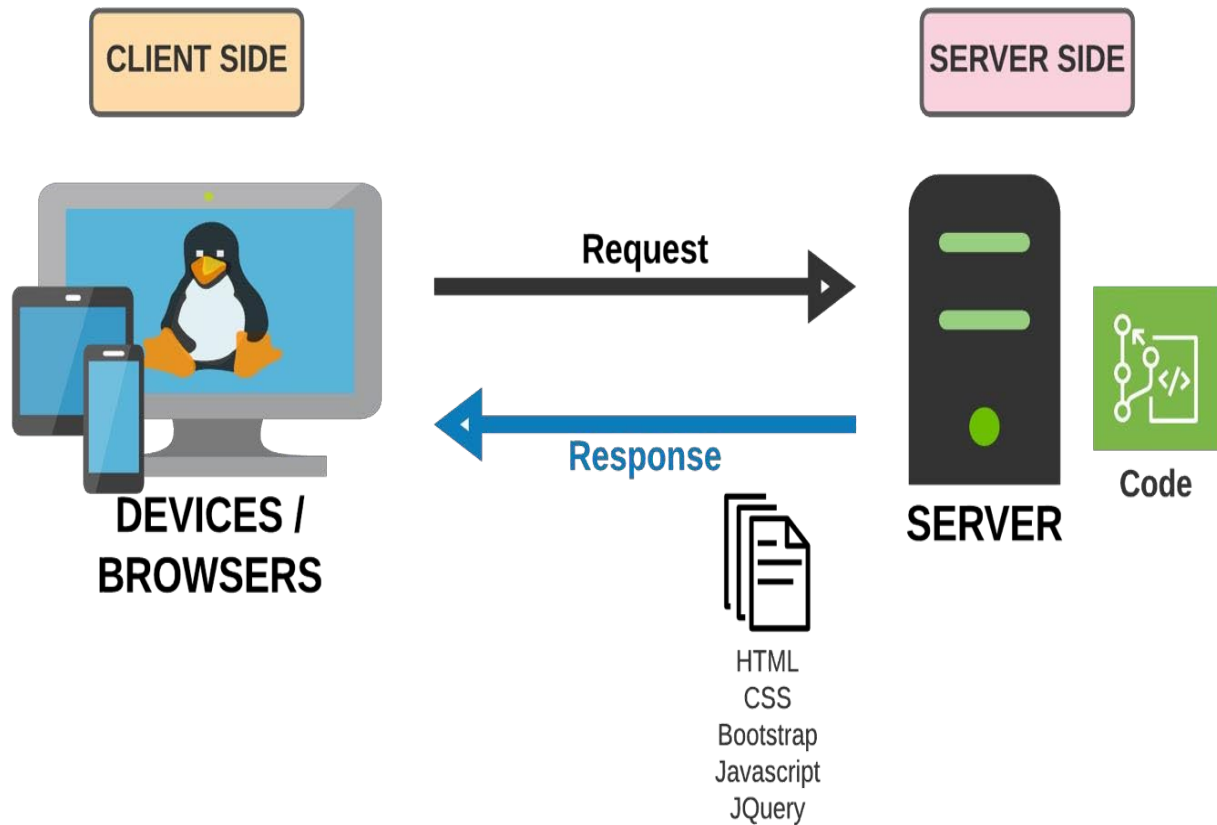 CLIENT SIDE
SERVER SIDE
Request
Response
DEVICES /
BROWSERS
SERVER
</>
Code
HTML
CSS
Bootstrap
Javascript
JQuery